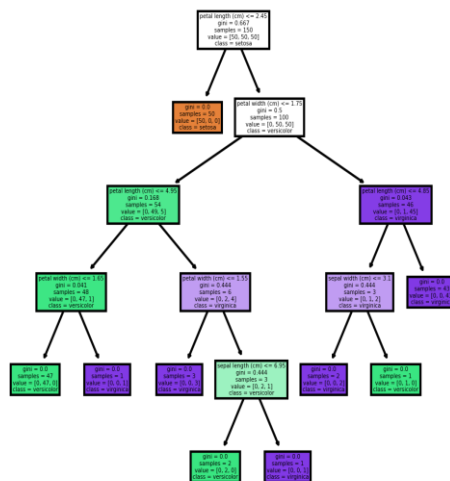 petal length (cm) <= 2.45
gini = 0.667
samples = 150
value = [50, 50, 50]
class = setosa
gini = 0.0
samples = 50
value = [50, 0, 0]
class = setosa
petal width (cm) <= 1.75
gini = 0.5
samples = 100
value = [0, 50, 50]
class = versicolor
petal length (cm) <= 4.95
gini = 0.168
samples = 54
value = [0, 49, 5]
class = versicolor
petal length (cm) <= 4.85
gini = 0.043
samples = 46
value = [0, 1, 45]
class = virginica
petal width (cm) <= 1.65
gini = 0.041
samples = 48
value = [0, 47, 1]
class = versicolor
petal width (cm) <= 1.55
gini = 0.444
samples = 6
value = [0, 2, 4]
class = virginica
sepal width (cm) <= 3.1
gini = 0.444
samples = 3
value = [0, 1, 2]
class = virginica
gini = 0.0
samples = 43
value = [0, 0, 43]
class = virginica
gini = 0.0
samples = 47
value = [0, 47, 0]
class = versicolor
gini = 0.0
samples = 1
value = [0, 0, 1]
class = virginica
gini = 0.0
samples = 3
value = [0, 0, 3]
class = virginica
sepal length (cm) <= 6.95
gini = 0.444
samples = 3
value = [0, 2, 1]
class = versicolor
gini = 0.0
samples = 2
value = [0, 0, 2]
class = virginica
gini = 0.0
samples = 1
value = [0, 1, 0]
class = versicolor
gini = 0.0
samples = 2
value = [0, 2, 0]
class = versicolor
gini = 0.0
samples = 1
value = [0, 0, 1]
class = virginica